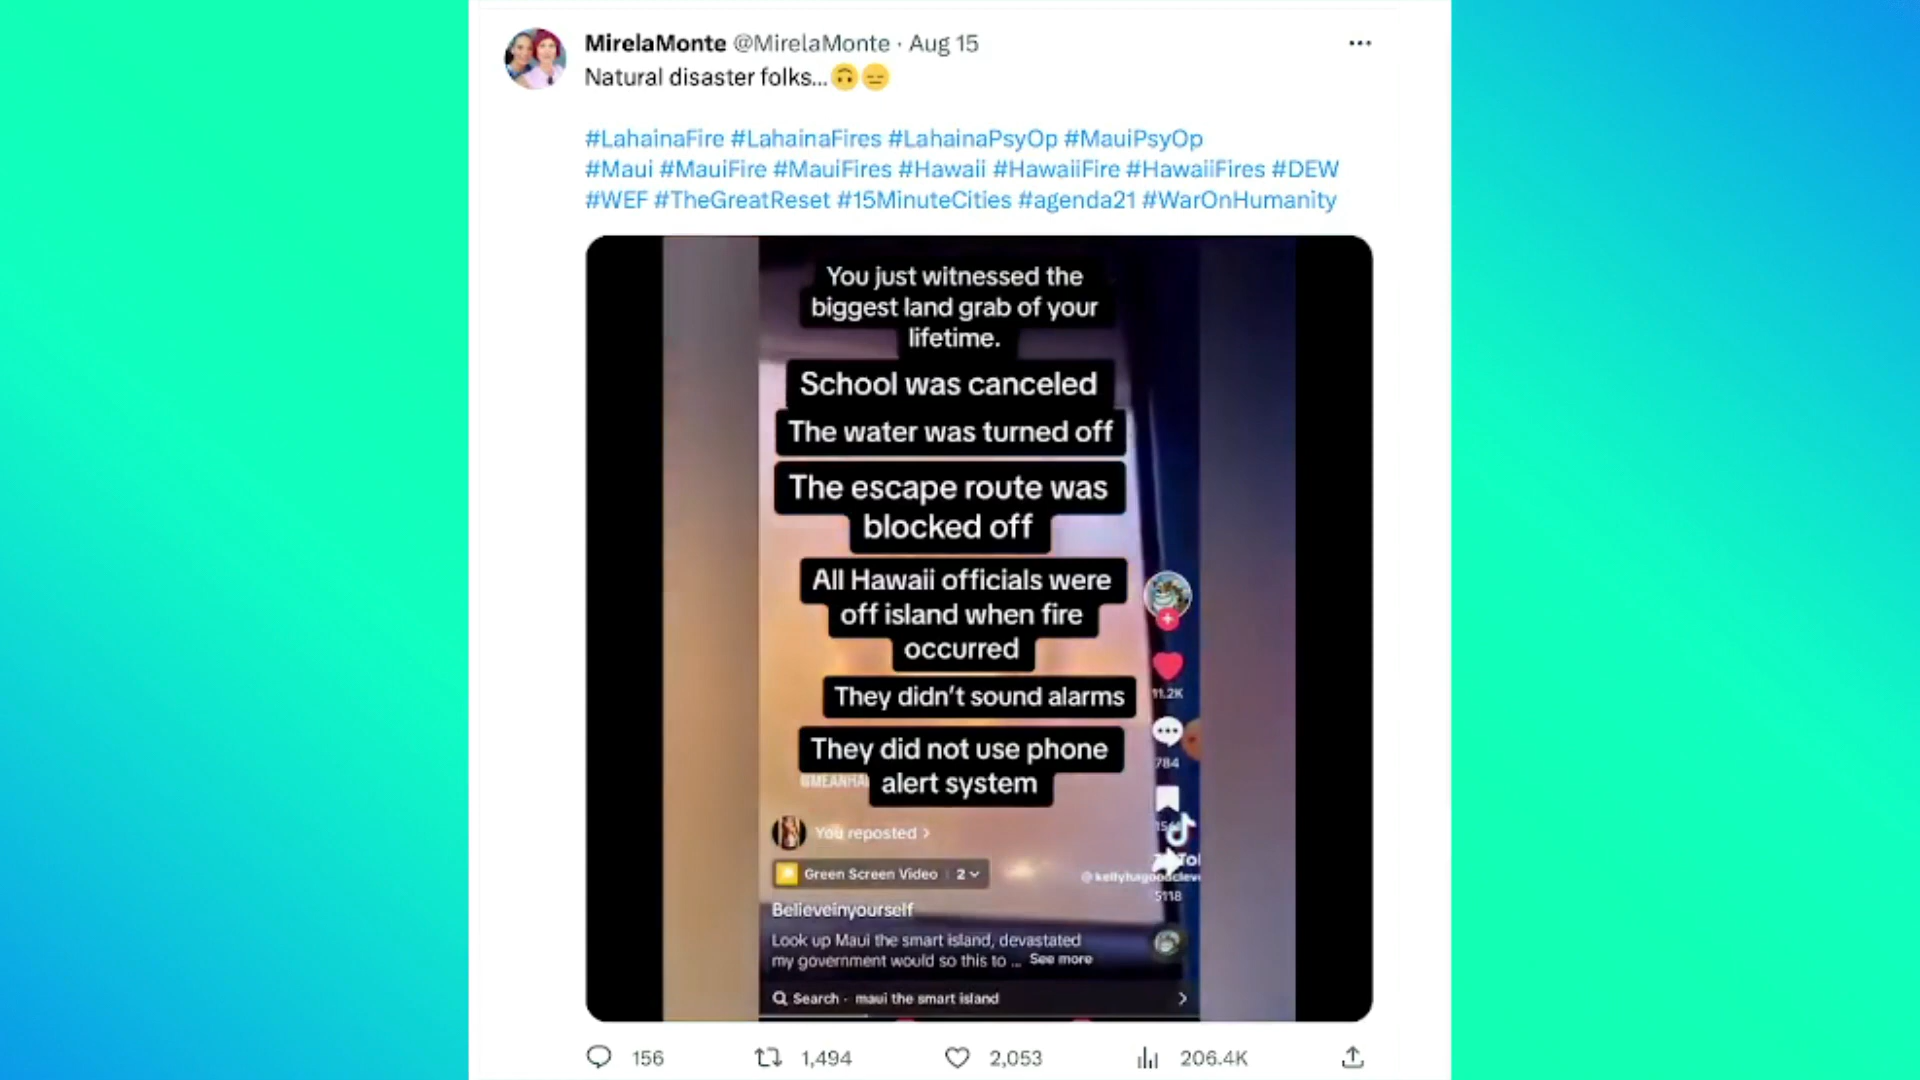 MirelaMonte @MirelaMonte · Aug 15
Natural disaster folks...🙃😑
#LahainaFire #LahainaFires #LahainaPsyOp #MauiPsyOp
#Maui #MauiFire #MauiFires #Hawaii #HawaiiFire #HawaiiFires #DEW
#WEF #TheGreatReset #15MinuteCities #agenda21 #WarOnHumanity
You just witnessed the
biggest land grab of your
lifetime.
School was canceled
The water was turned off
The escape route was
blocked off
All Hawaii officials were
off island when fire
occurred
They didn't sound alarms
They did not use phone
alert system
11.2K
784
5118
You reposted >
Green Screen Video | 2
Believeinyourself
Look up Maui the smart island, devastated
my government would so this to ... See more
Search · maui the smart island
156
1,494
2,053
206.4K